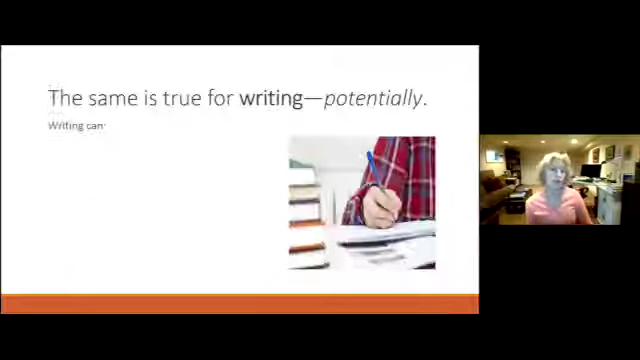 The same is true for writing—potentially.
Writing can: